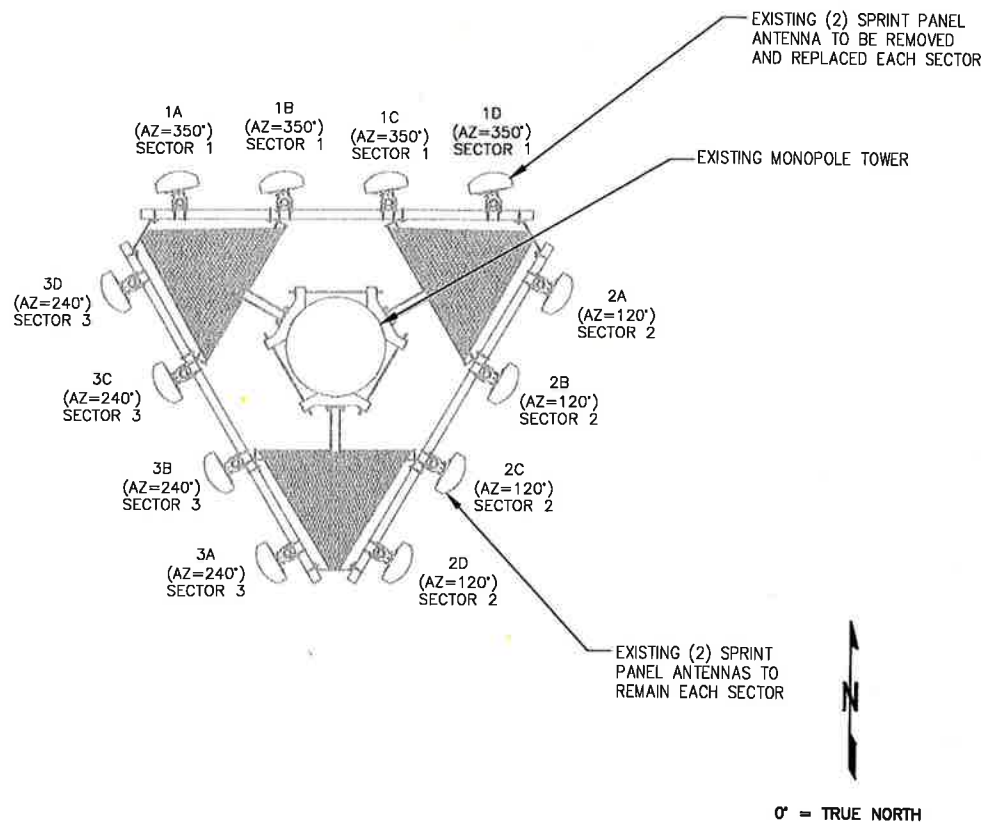 EXISTING (2) SPRINT PANEL
ANTENNA TO BE REMOVED
AND REPLACED EACH SECTOR
1A
(AZ=350°)
SECTOR 1
1B
(AZ=350°)
SECTOR 1
1C
(AZ=350°)
SECTOR 1
1D
(AZ=350°)
SECTOR 1
EXISTING MONOPOLE TOWER
3D
(AZ=240°)
SECTOR 3
2A
(AZ=120°)
SECTOR 2
3C
(AZ=240°)
SECTOR 3
2B
(AZ=120°)
SECTOR 2
3B
(AZ=240°)
SECTOR 3
2C
(AZ=120°)
SECTOR 2
3A
(AZ=240°)
SECTOR 3
2D
(AZ=120°)
SECTOR 2
EXISTING (2) SPRINT
PANEL ANTENNAS TO
REMAIN EACH SECTOR
N
0° = TRUE NORTH